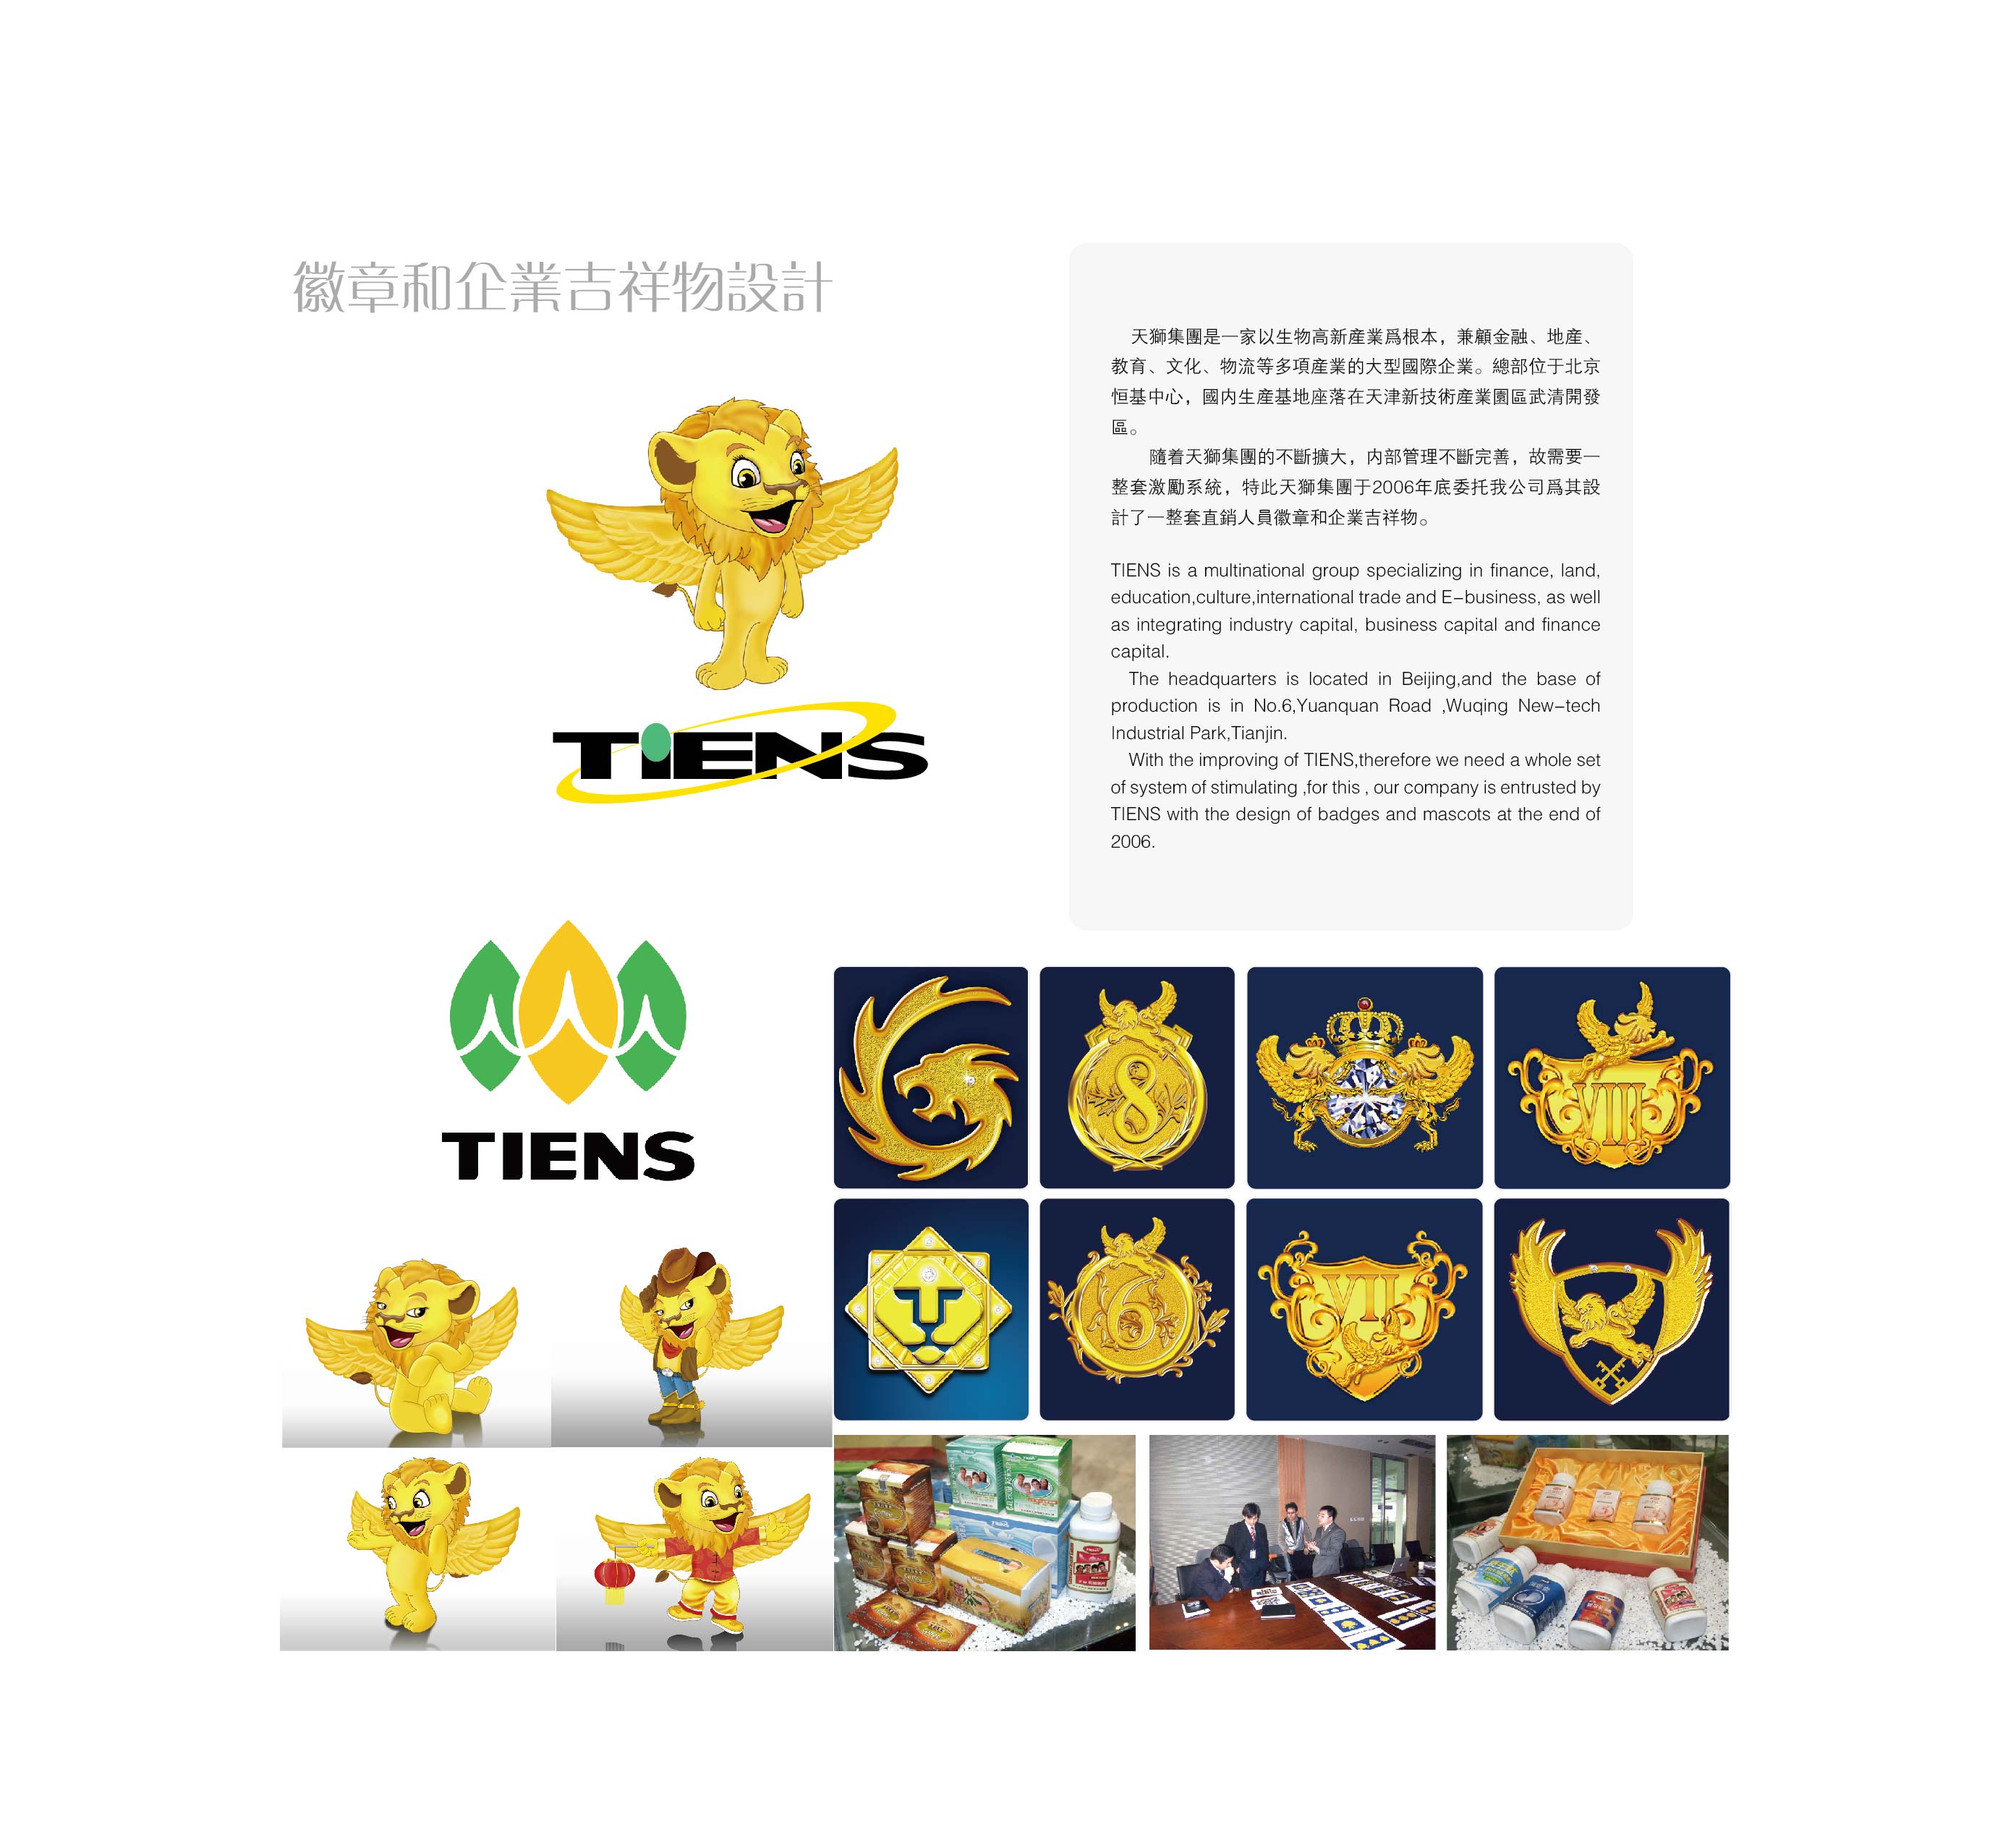 徽章和企業吉祥物設計
天獅集團是一家以生物高新產業爲根本，兼顧金融、地產、
教育、文化、物流等多項產業的大型國際企業。總部位于北京
恒基中心，國内生產基地座落在天津新技術產業園區武清開發
區。
隨着天獅集團的不斷擴大，内部管理不斷完善，故需要一
整套激勵系統，特此天獅集團于2006年底委托我公司爲其設
計了一整套直銷人員徽章和企業吉祥物。
TIENS is a multinational group specializing in finance, land,
education,culture,international trade and E-business, as well
as integrating industry capital, business capital and finance
capital.
The headquarters is located in Beijing,and the base of
production is in No.6,Yuanquan Road ,Wuqing New-tech
Industrial Park,Tianjin.
With the improving of TIENS,therefore we need a whole set
of system of stimulating ,for this , our company is entrusted by
TIENS with the design of badges and mascots at the end of
2006.
TIENS
TIENS
8
VIII
T
6
VII